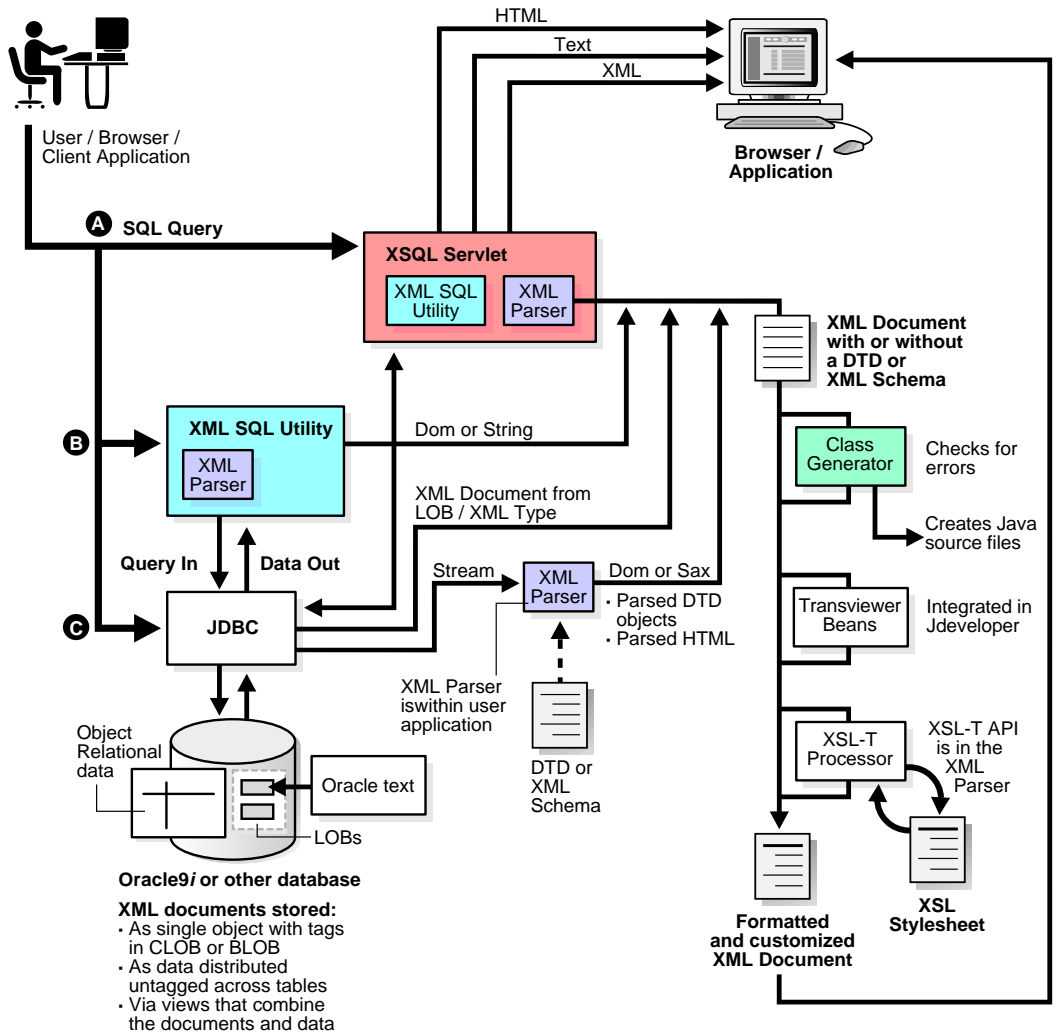 HTML
Text
XML
User / Browser /
Client Application
Browser /
Application
A SQL Query
XSQL Servlet
XML SQL
Utility
XML
Parser
XML Document
with or without
a DTD or
XML Schema
B
XML SQL Utility
XML
Parser
Dom or String
Class
Generator
Checks for
errors
XML Document from
LOB / XML Type
Creates Java
source files
Query In
Data Out
Stream
XML
Parser
Dom or Sax
· Parsed DTD
objects
· Parsed HTML
C
JDBC
Transviewer
Beans
Integrated in
Jdeveloper
XML Parser
iswithin user
application
Object
Relational
data
Oracle text
LOBs
DTD or
XML
Schema
XSL-T
Processor
XSL-T API
is in the
XML
Parser
Oracle9i or other database
XML documents stored:
· As single object with tags
in CLOB or BLOB
· As data distributed
untagged across tables
· Via views that combine
the documents and data
Formatted
and customized
XML Document
XSL
Stylesheet